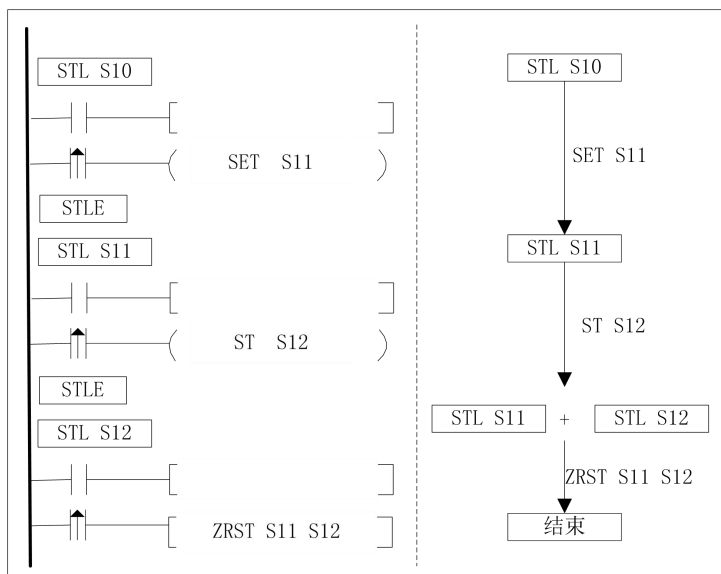 STL S10
SET S11
STLE
STL S11
ST S12
STLE
STL S12
ZRST S11 S12
STL S10
SET S11
STL S11
ST S12
STL S11 + STL S12
ZRST S11 S12
结束